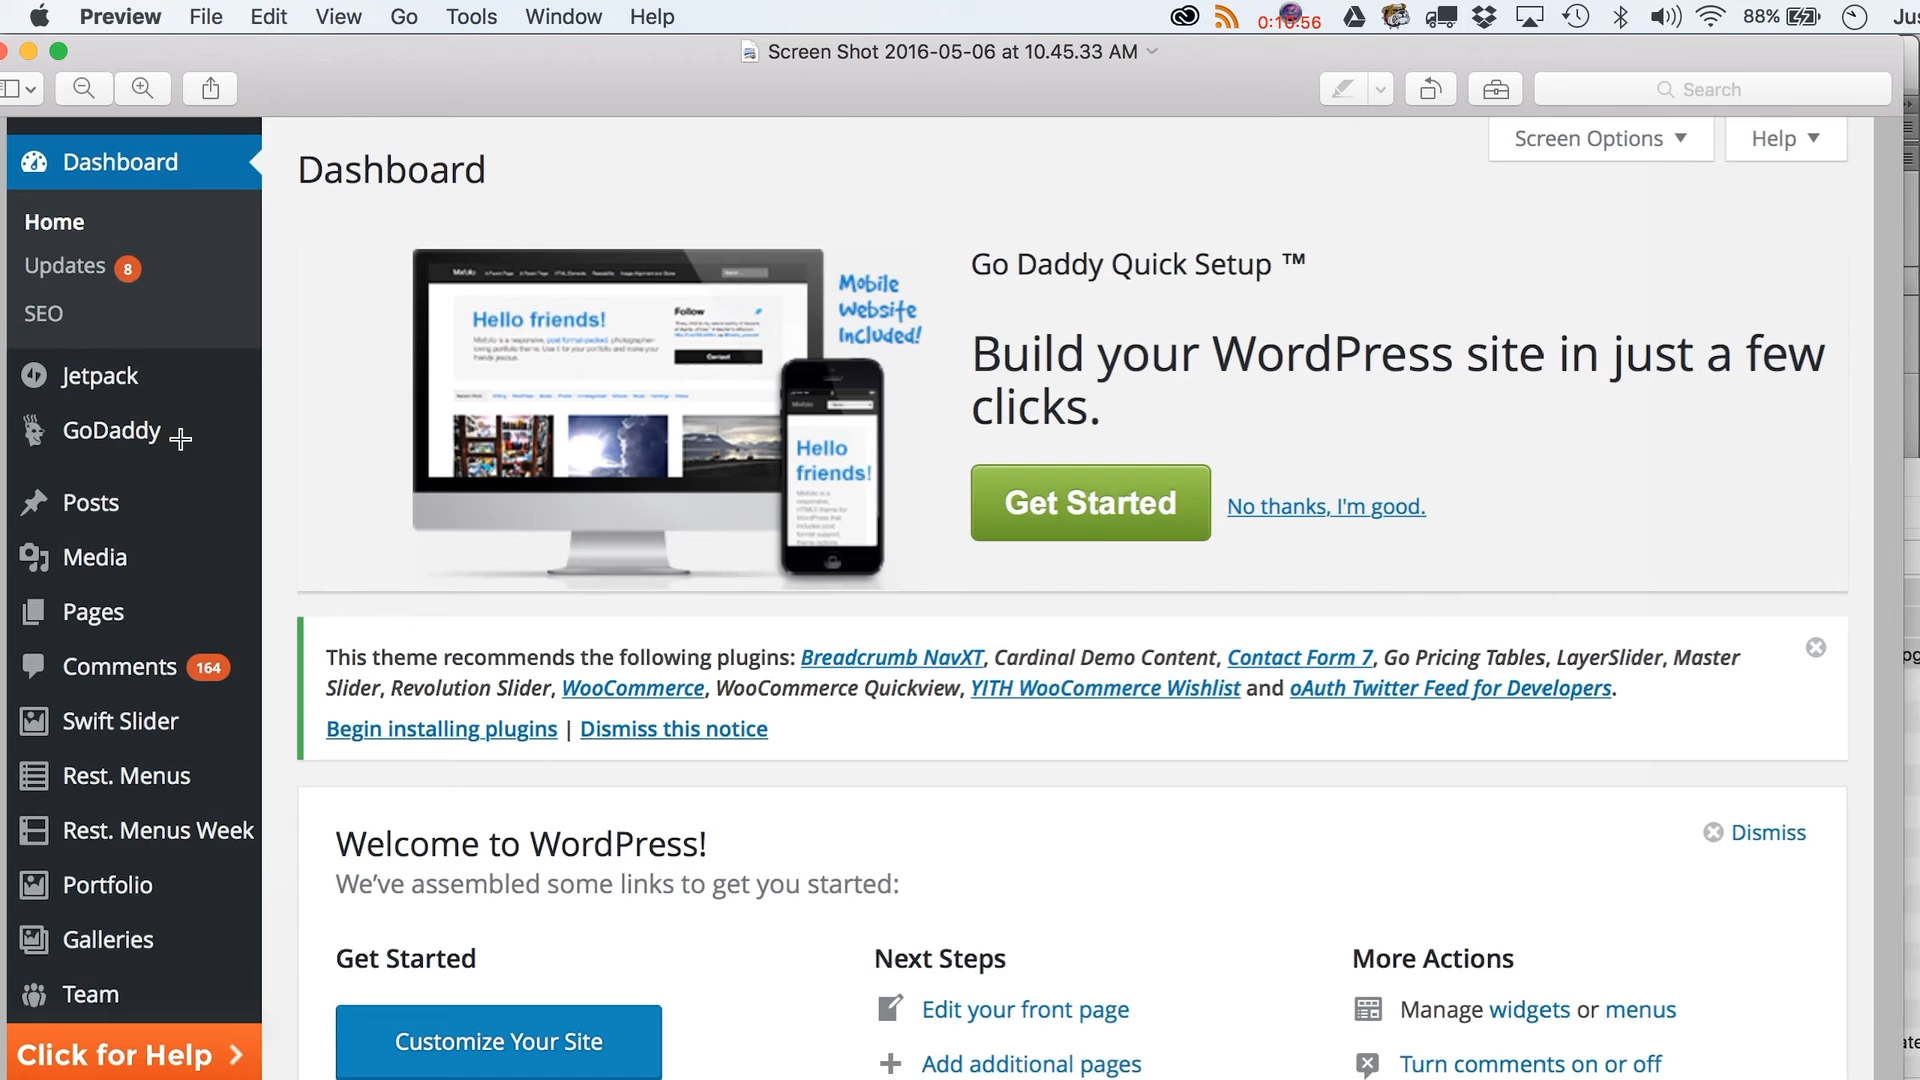 Preview File Edit View Go Tools Window Help 0:10:56 88% Jus
Screen Shot 2016-05-06 at 10.45.33 AM
Search
Dashboard
Home
Updates 8
SEO
Jetpack
GoDaddy
Posts
Media
Pages
Comments 164
Swift Slider
Rest. Menus
Rest. Menus Week
Portfolio
Galleries
Team
Click for Help
Screen Options Help
Dashboard
Hello friends!
Follow
Contact
Mobile
Website
Included!
Hello
friends!
Go Daddy Quick Setup ™
Build your WordPress site in just a few
clicks.
Get Started No thanks, I'm good.
This theme recommends the following plugins: Breadcrumb NavXT, Cardinal Demo Content, Contact Form 7, Go Pricing Tables, LayerSlider, Master
Slider, Revolution Slider, WooCommerce, WooCommerce Quickview, YITH WooCommerce Wishlist and oAuth Twitter Feed for Developers.
Begin installing plugins | Dismiss this notice
Welcome to WordPress!
Dismiss
We've assembled some links to get you started:
Get Started
Customize Your Site
Next Steps
Edit your front page
Add additional pages
More Actions
Manage widgets or menus
Turn comments on or off